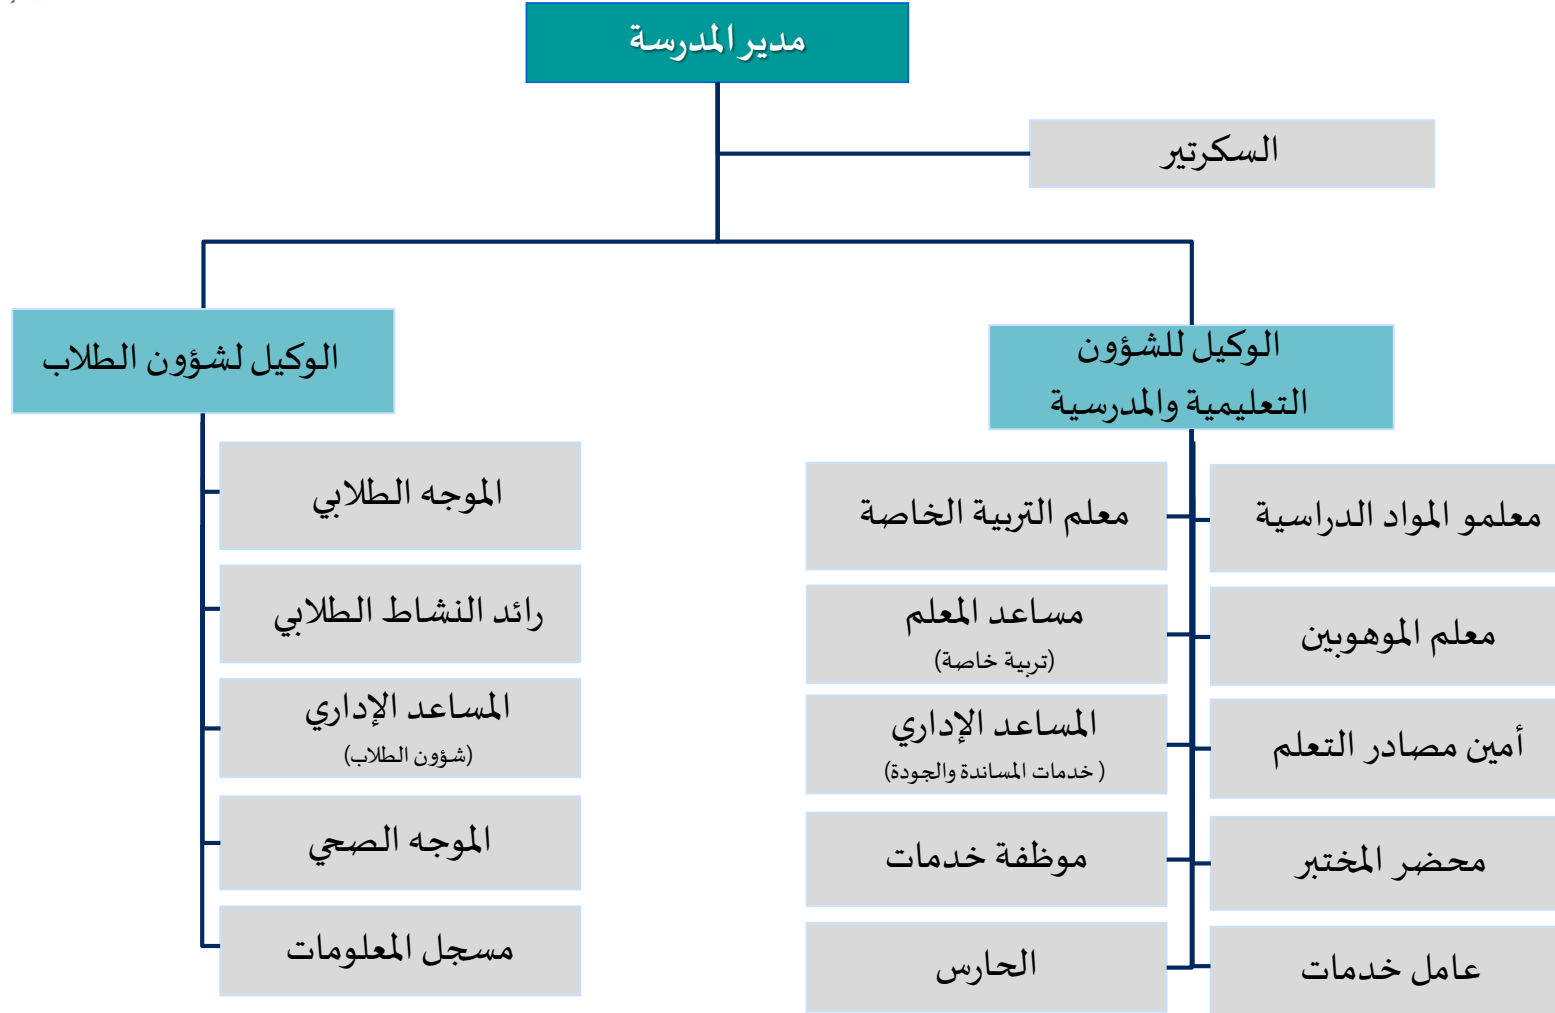 مدير المدرسة
السكرتير
الوكيل للشؤون
التعليمية والمدرسية
معلمو المواد الدراسية
معلم التربية الخاصة
معلم الموهوبين
مساعد المعلم
(تربية خاصة)
أمين مصادر التعلم
المساعد الإداري
( خدمات المساندة والجودة)
محضر المختبر
موظفة خدمات
عامل خدمات
الحارس
الوكيل لشؤون الطلاب
الموجه الطلابي
رائد النشاط الطلابي
المساعد الإداري
(شؤون الطلاب)
الموجه الصحي
مسجل المعلومات